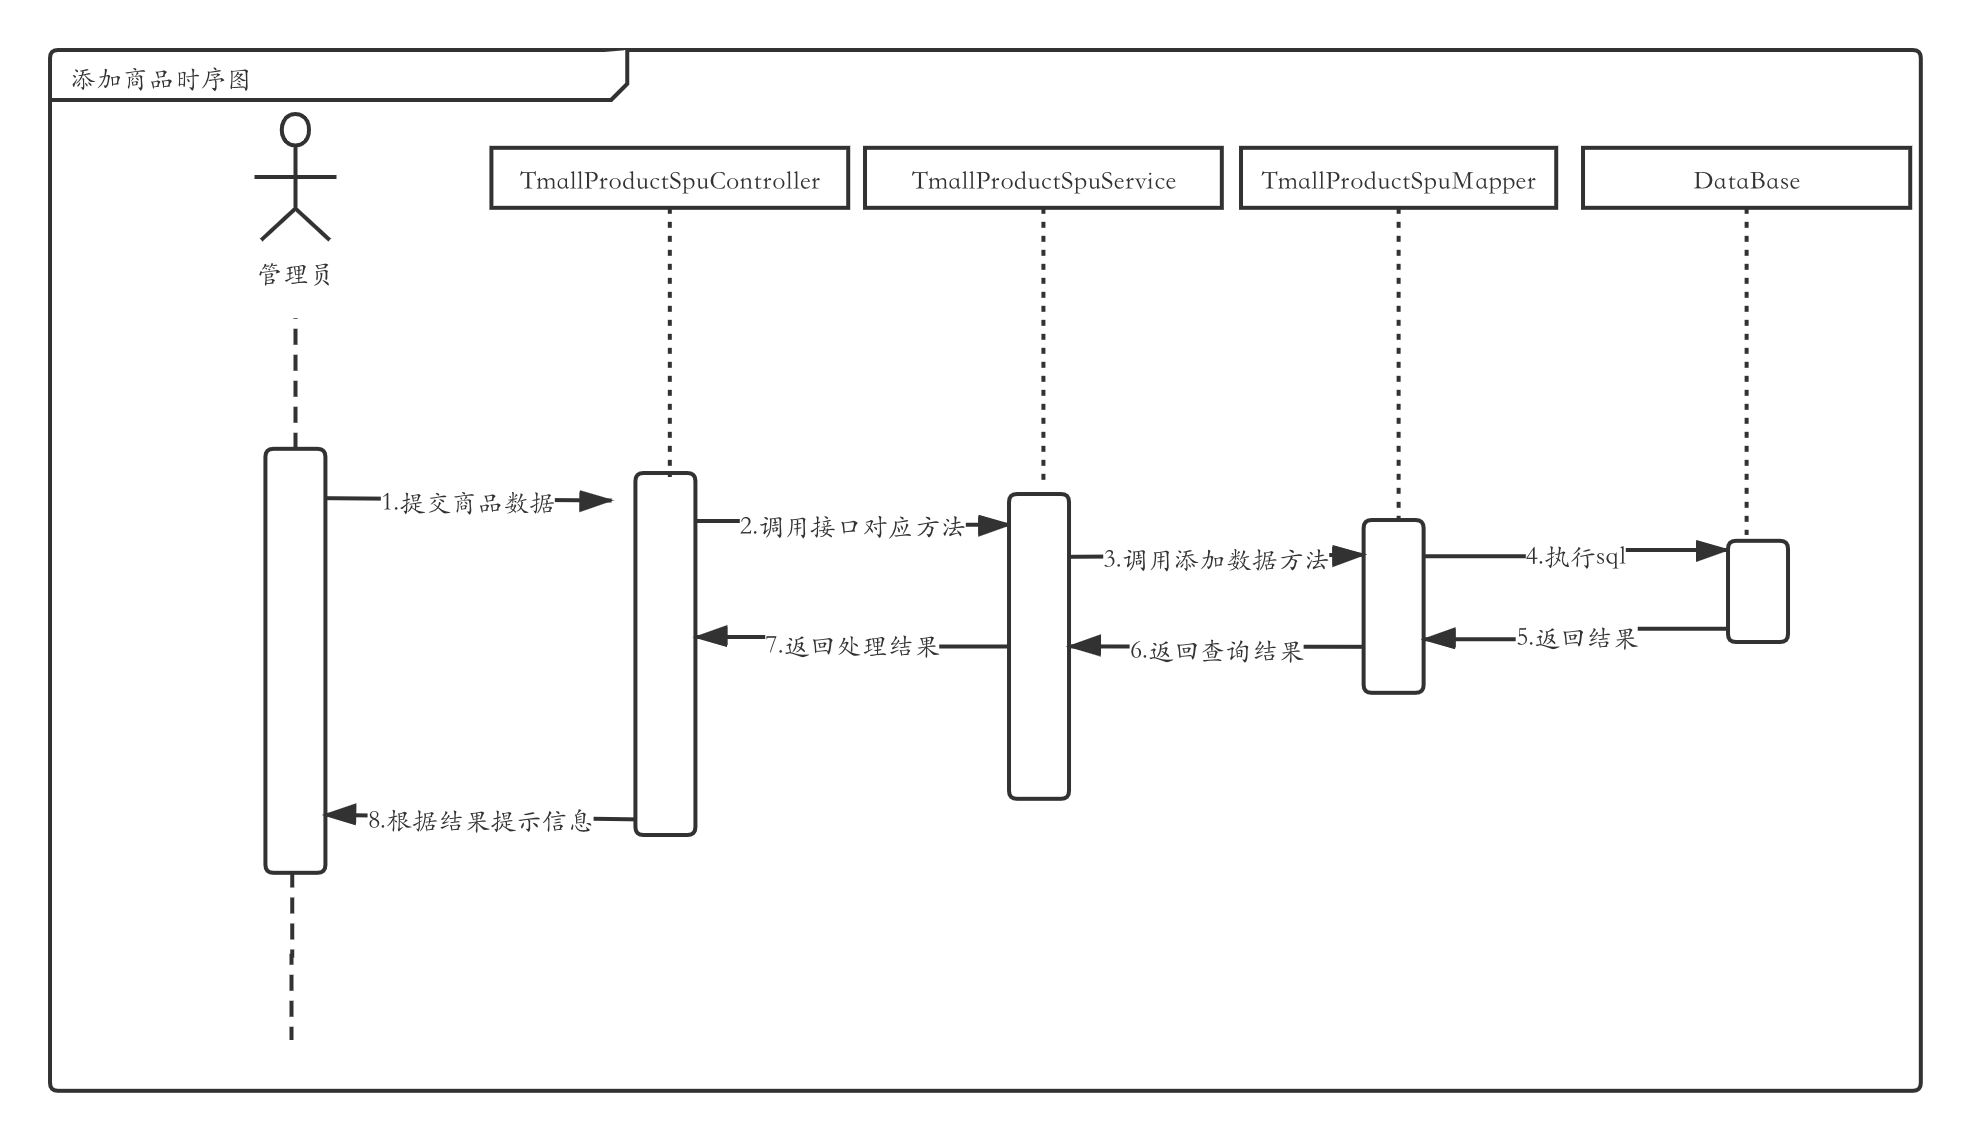 添加商品时序图
TmallProductSpuController
TmallProductSpuService
TmallProductSpuMapper
DataBase
管理员
1.提交商品数据
2.调用接口对应方法
3.调用添加数据方法
4.执行sql
5.返回结果
6.返回查询结果
7.返回处理结果
8.根据结果提示信息